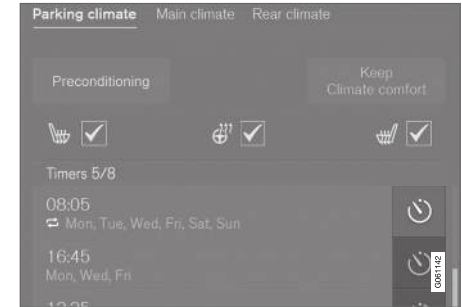 Parking climate Main climate Rear climate
Preconditioning
Keep
Climate comfort
Timers 5/8
08:05
Mon, Tue, Wed, Fri, Sat, Sun
16:45
Mon, Wed, Fri
G061142